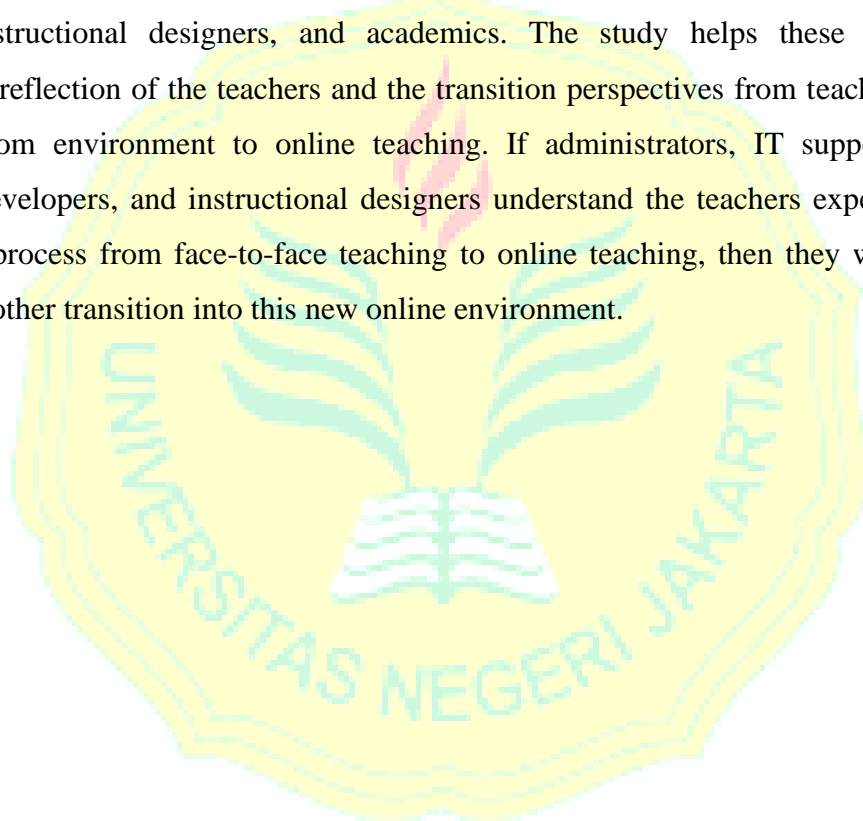 structional designers, and academics. The study helps these
reflection of the teachers and the transition perspectives from teach
om environment to online teaching. If administrators, IT supp
evelopers, and instructional designers understand the teachers expe
process from face-to-face teaching to online teaching, then they w
other transition into this new online environment.
UNIVERSITAS NEGERI JAKARTA